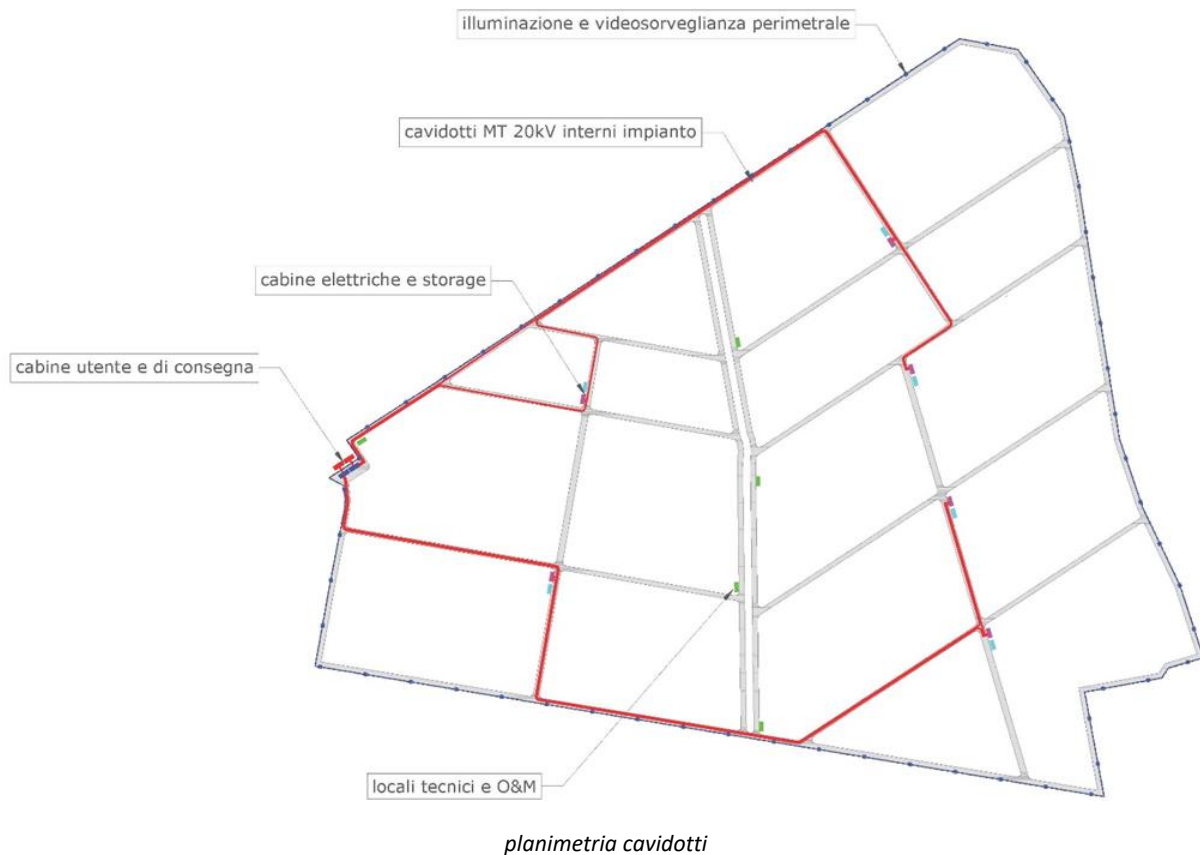 illuminazione e videosorveglianza perimetrale
cavidotti MT 20kV interni impianto
cabine elettriche e storage
cabine utente e di consegna
locali tecnici e O&M
planimetria cavidotti